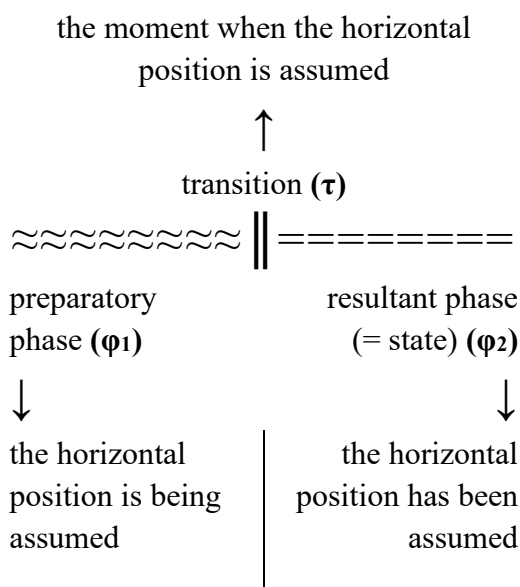 the moment when the horizontal
position is assumed
↑
transition (τ)
≈≈≈≈≈≈≈≈ || ========
preparatory
phase (φ1)
resultant phase
(= state) (φ2)
↓
↓
the horizontal
position is being
assumed
the horizontal
position has been
assumed